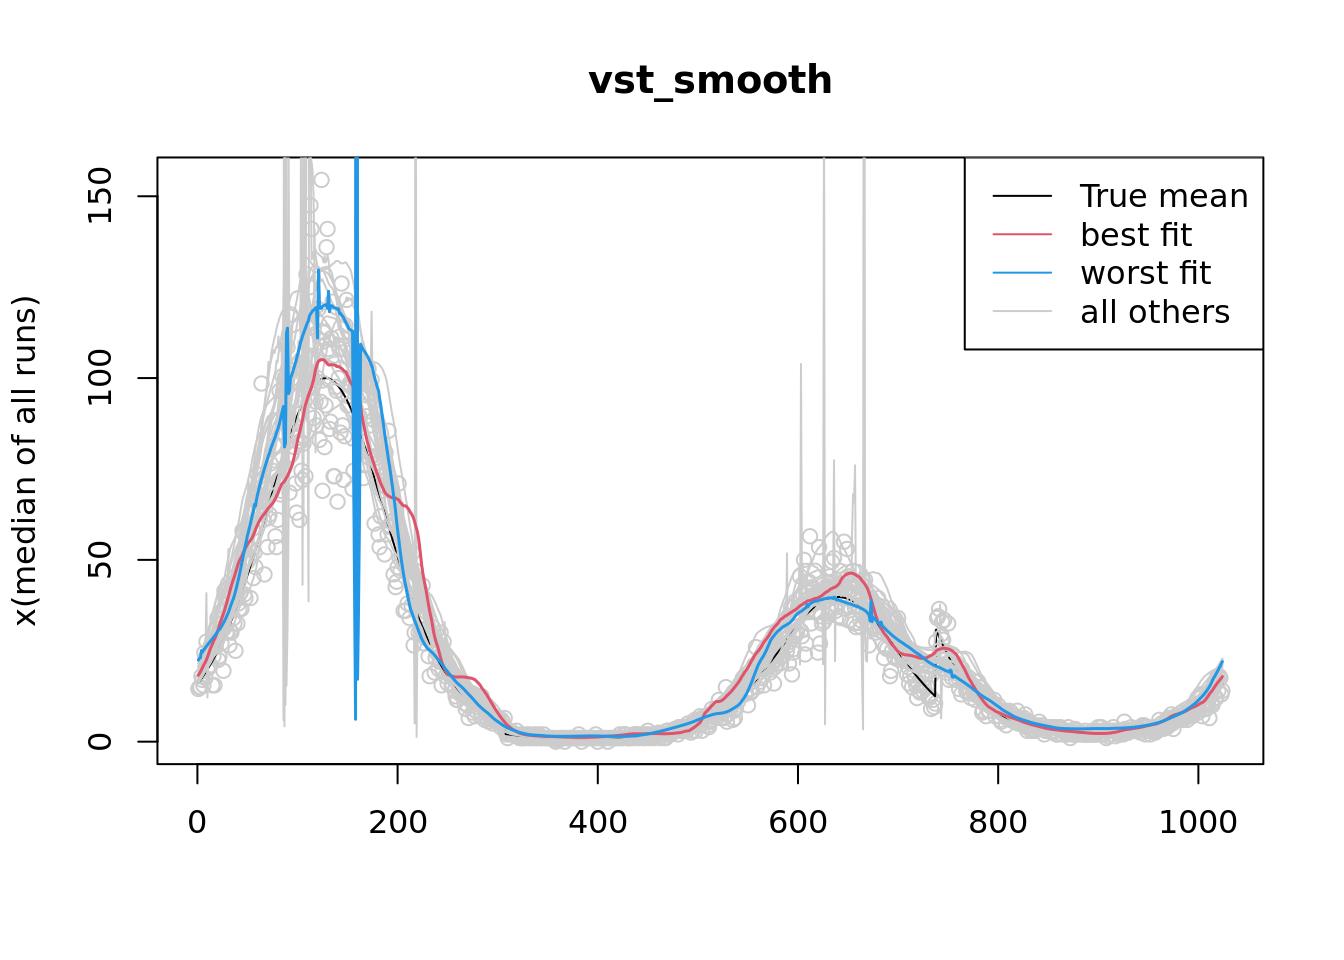 vst_smooth
x(median of all runs)
150
100
50
0
0 200 400 600 800 1000
True mean
best fit
worst fit
all others